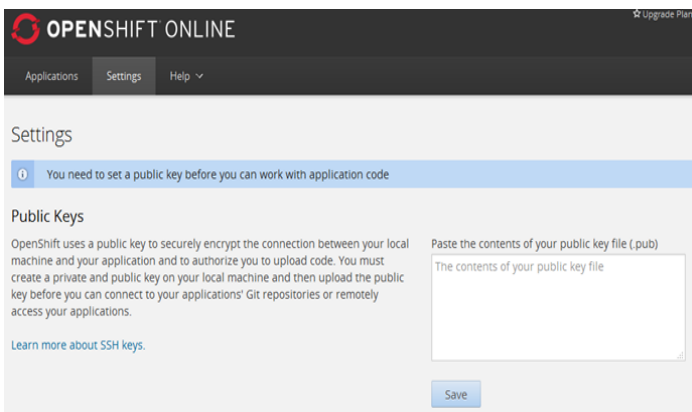 Upgrade Plan
OPENSHIFT ONLINE
Applications Settings Help
Settings
You need to set a public key before you can work with application code
Public Keys
OpenShift uses a public key to securely encrypt the connection between your local
machine and your application and to authorize you to upload code. You must
create a private and public key on your local machine and then upload the public
key before you can connect to your applications' Git repositories or remotely
access your applications.
Learn more about SSH keys.
Paste the contents of your public key file (.pub)
The contents of your public key file
Save